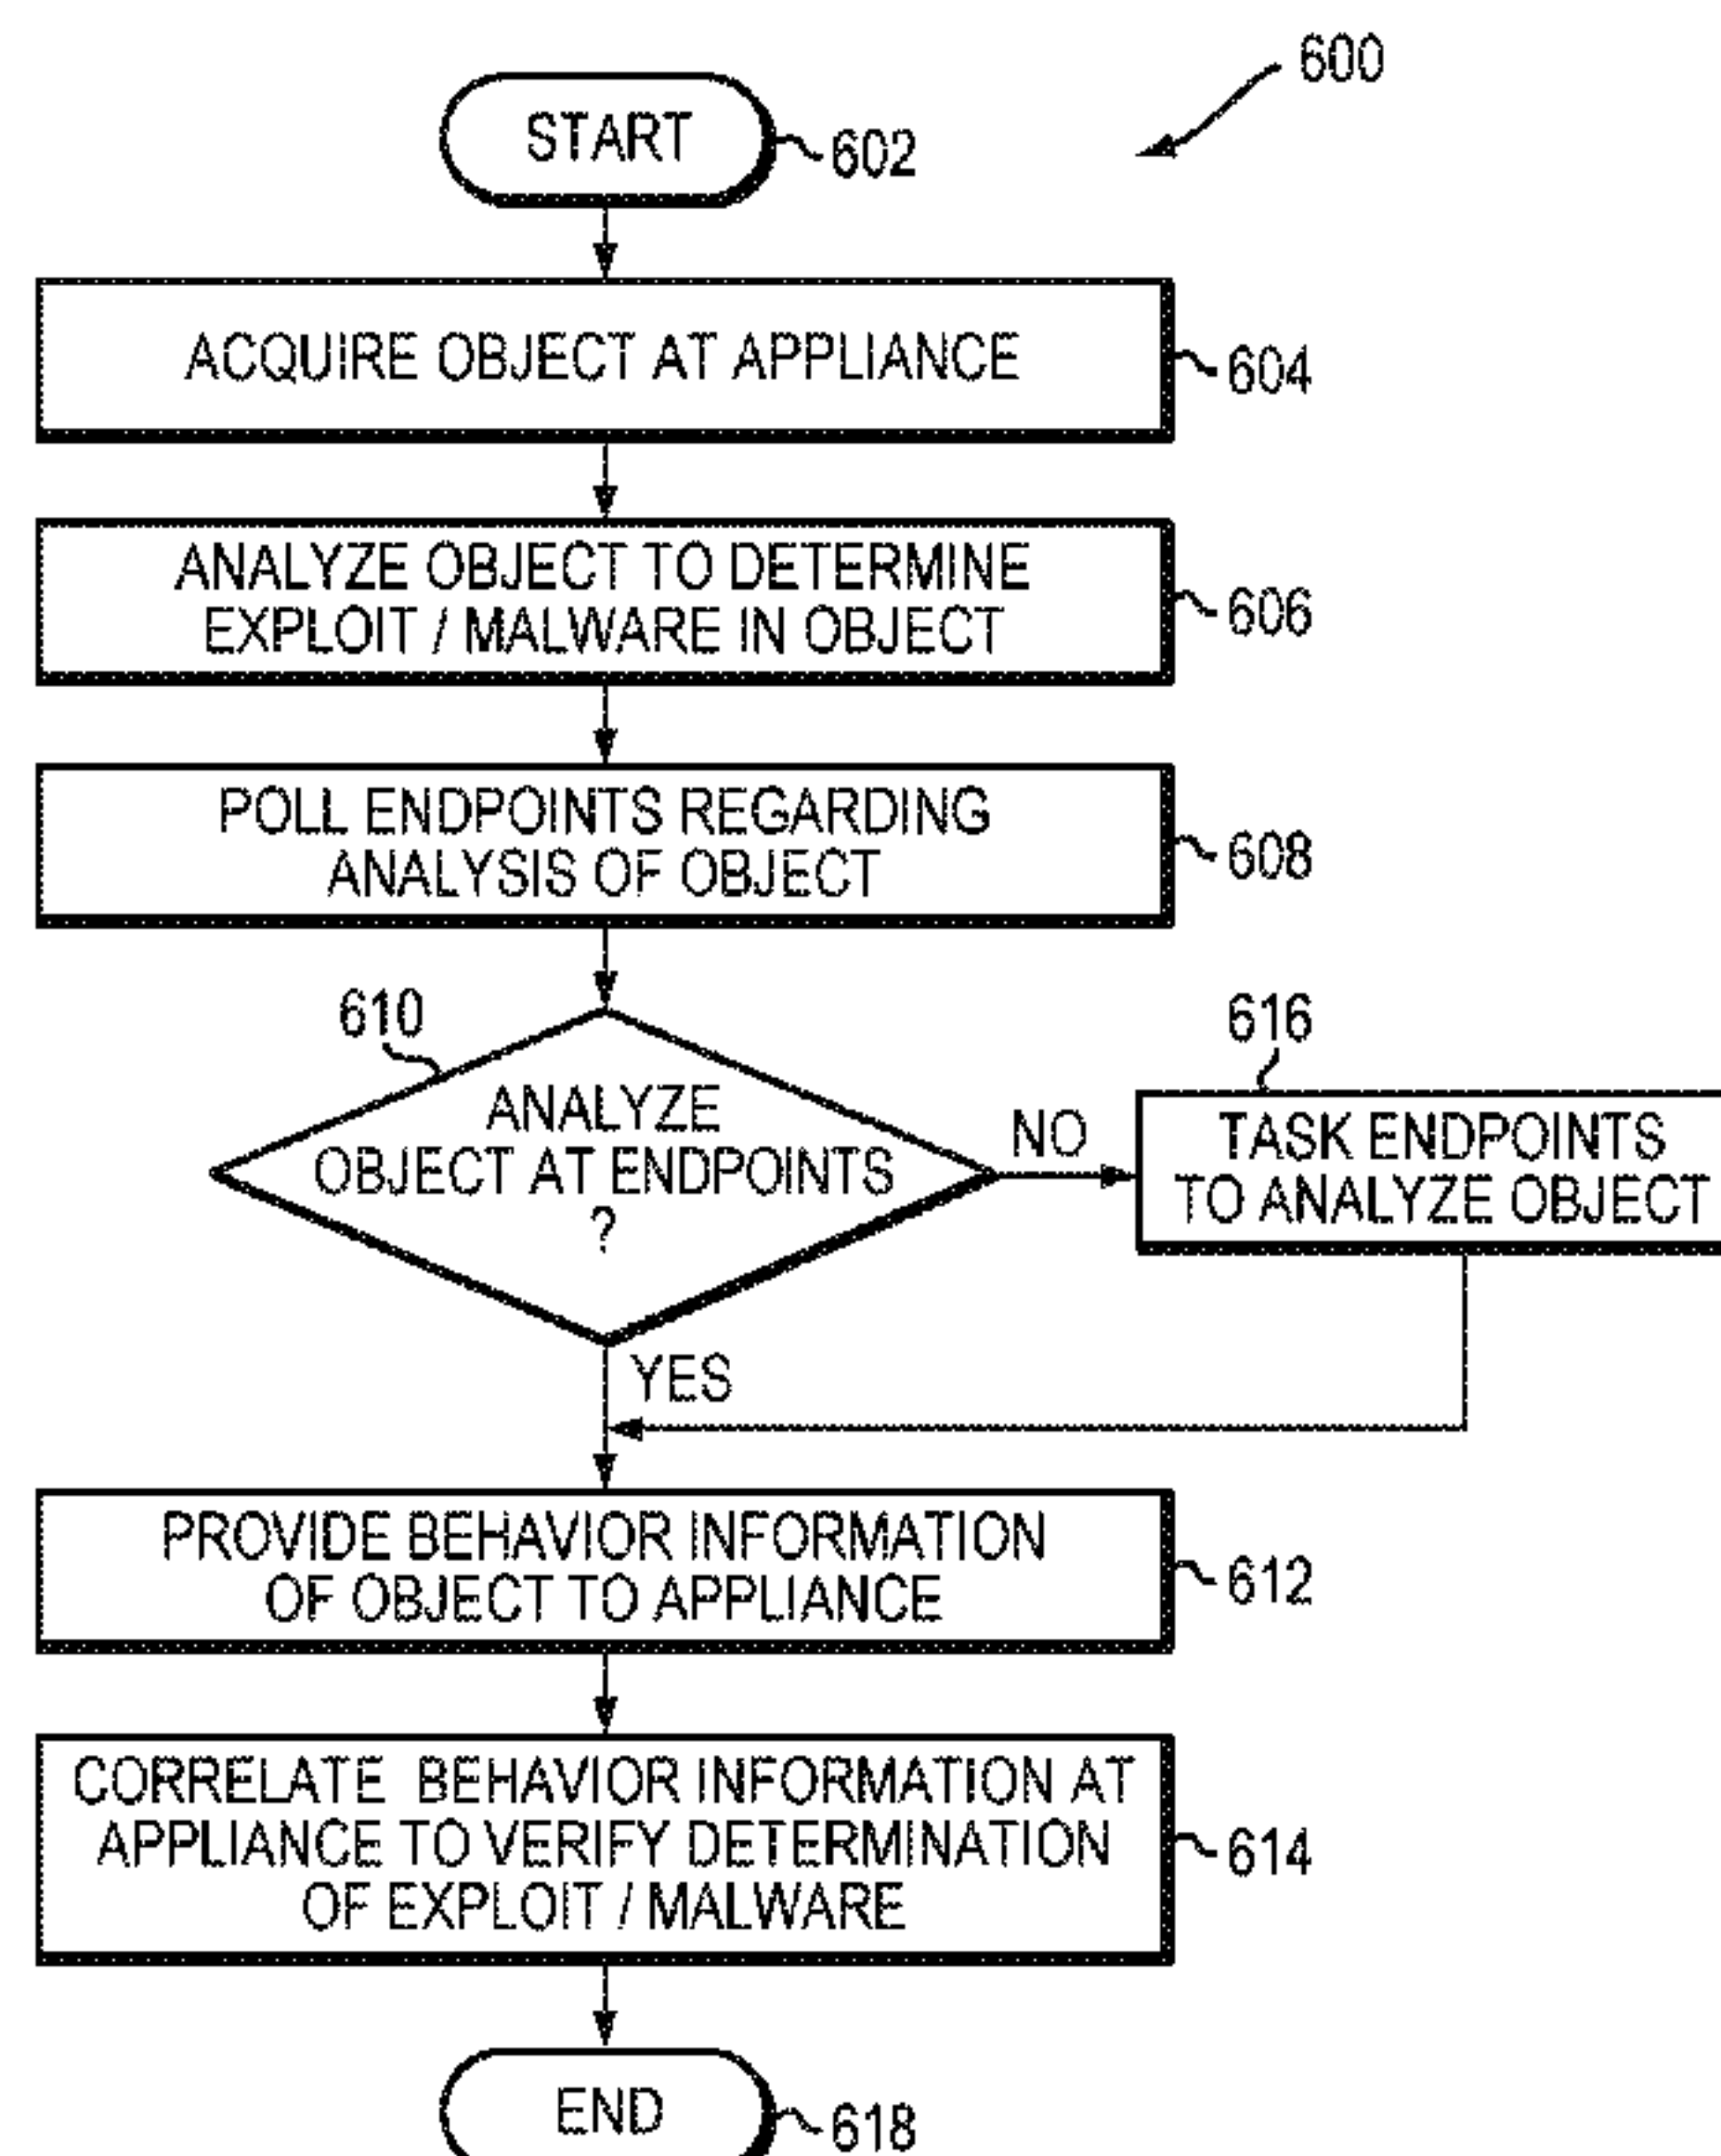 600
START
602
ACQUIRE OBJECT AT APPLIANCE
604
ANALYZE OBJECT TO DETERMINE
EXPLOIT / MALWARE IN OBJECT
606
POLL ENDPOINTS REGARDING
ANALYSIS OF OBJECT
608
610
ANALYZE
OBJECT AT ENDPOINTS
?
NO
616
TASK ENDPOINTS
TO ANALYZE OBJECT
YES
PROVIDE BEHAVIOR INFORMATION
OF OBJECT TO APPLIANCE
612
CORRELATE BEHAVIOR INFORMATION AT
APPLIANCE TO VERIFY DETERMINATION
OF EXPLOIT / MALWARE
614
END
618